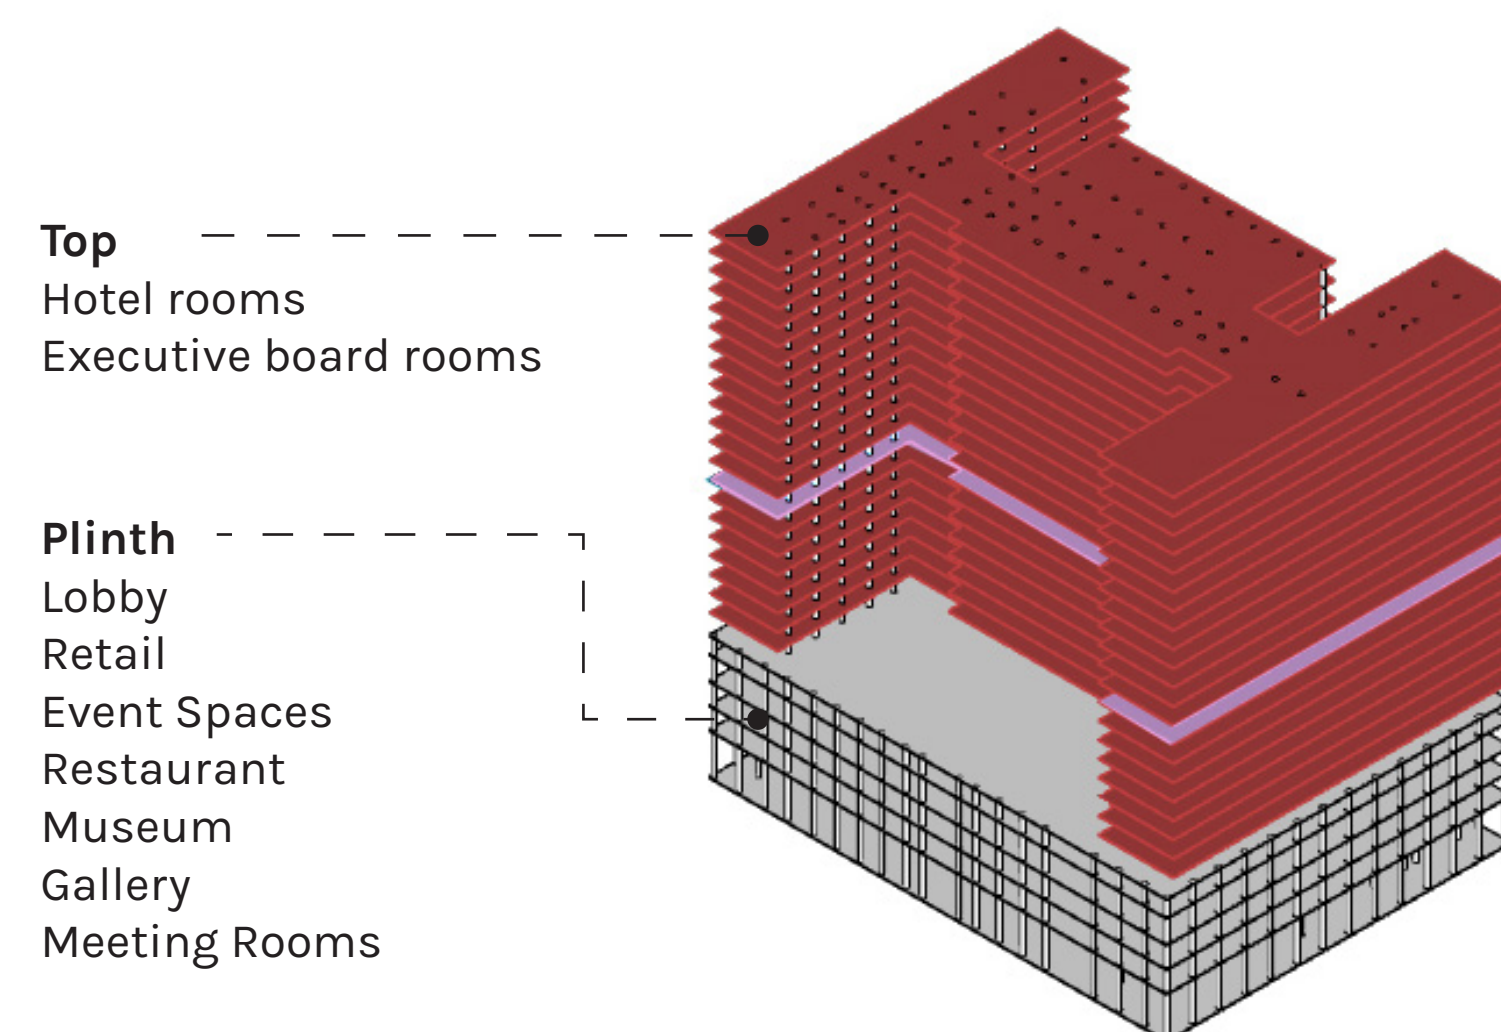 Top
Hotel rooms
Executive board rooms
Plinth
Lobby
Retail
Event Spaces
Restaurant
Museum
Gallery
Meeting Rooms